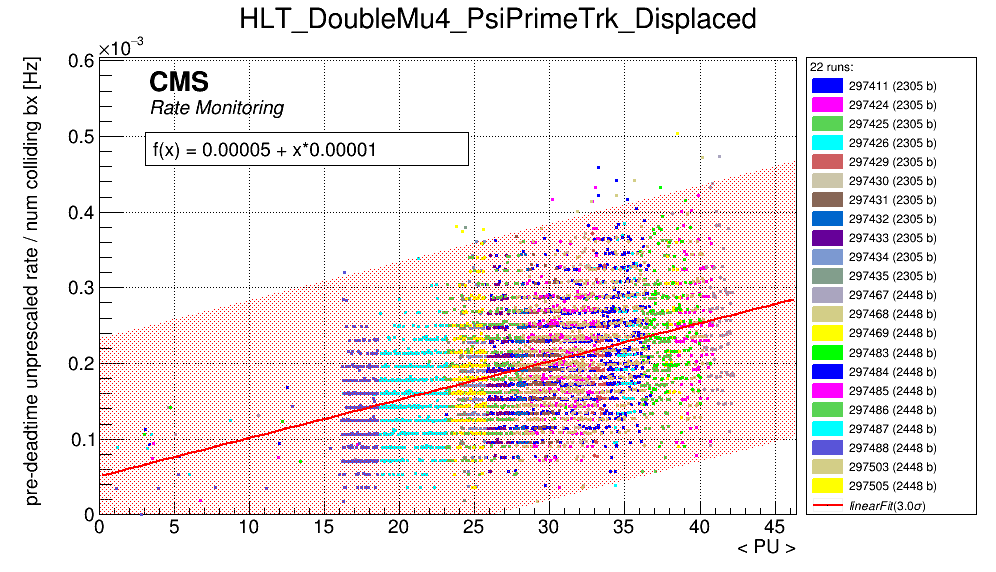 HLT_DoubleMu4_PsiPrimeTrk_Displaced
×10⁻³
pre-deadtime unprescaled rate / num colliding bx [Hz]
0.6
0.5
0.4
0.3
0.2
0.1
0
CMS
Rate Monitoring
f(x) = 0.00005 + x*0.00001
0 5 10 15 20 25 30 35 40 45
< PU >
22 runs:
297411 (2305 b)
297424 (2305 b)
297425 (2305 b)
297426 (2305 b)
297429 (2305 b)
297430 (2305 b)
297431 (2305 b)
297432 (2305 b)
297433 (2305 b)
297434 (2305 b)
297435 (2305 b)
297467 (2448 b)
297468 (2448 b)
297469 (2448 b)
297483 (2448 b)
297484 (2448 b)
297485 (2448 b)
297486 (2448 b)
297487 (2448 b)
297488 (2448 b)
297503 (2448 b)
297505 (2448 b)
linearFit(3.0σ)